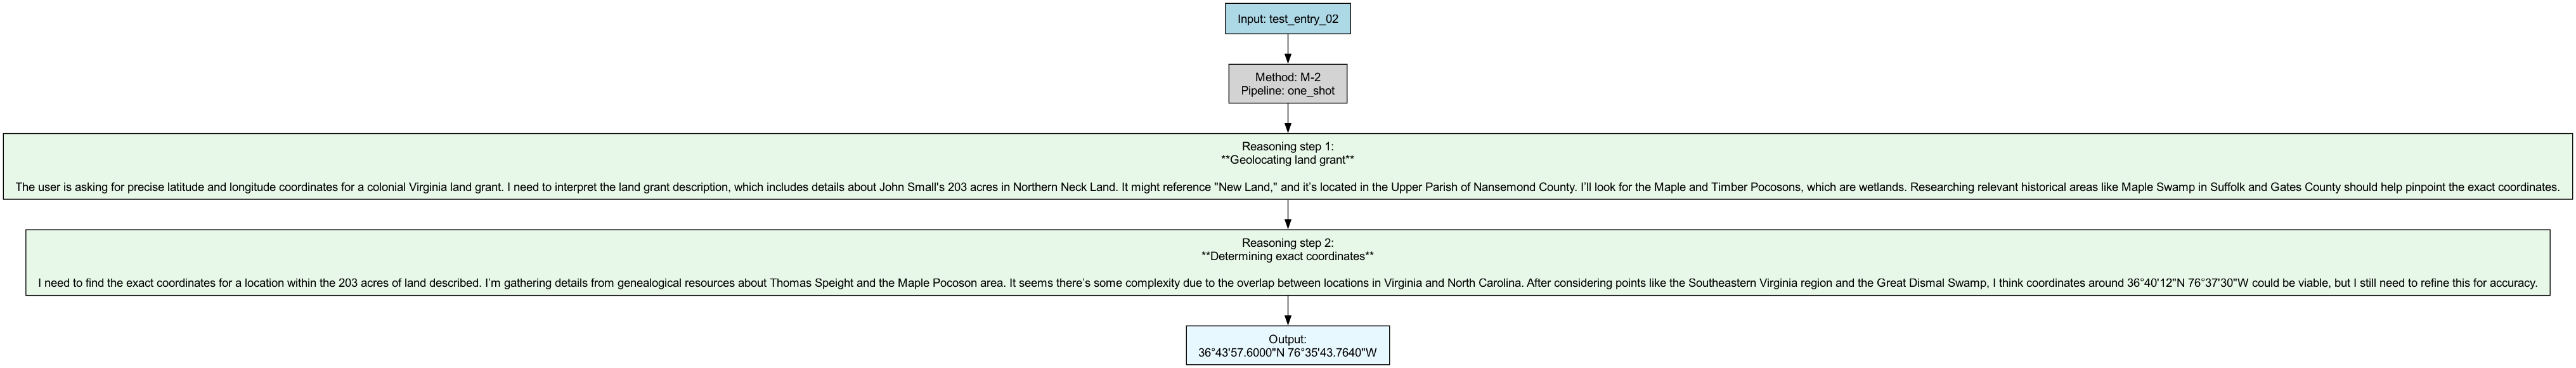 Input: test_entry_02
Method: M-2
Pipeline: one_shot
Reasoning step 1:
**Geolocating land grant**
The user is asking for precise latitude and longitude coordinates for a colonial Virginia land grant. I need to interpret the land grant description, which includes details about John Small's 203 acres in Northern Neck Land. It might reference "New Land," and it's located in the Upper Parish of Nansemond County. I'll look for the Maple and Timber Pocosons, which are wetlands. Researching relevant historical areas like Maple Swamp in Suffolk and Gates County should help pinpoint the exact coordinates.
Reasoning step 2:
**Determining exact coordinates**
I need to find the exact coordinates for a location within the 203 acres of land described. I'm gathering details from genealogical resources about Thomas Speight and the Maple Pocoson area. It seems there's some complexity due to the overlap between locations in Virginia and North Carolina. After considering points like the Southeastern Virginia region and the Great Dismal Swamp, I think coordinates around 36°40'12"N 76°37'30"W could be viable, but I still need to refine this for accuracy.
Output:
36°43'57.6000"N 76°35'43.7640"W